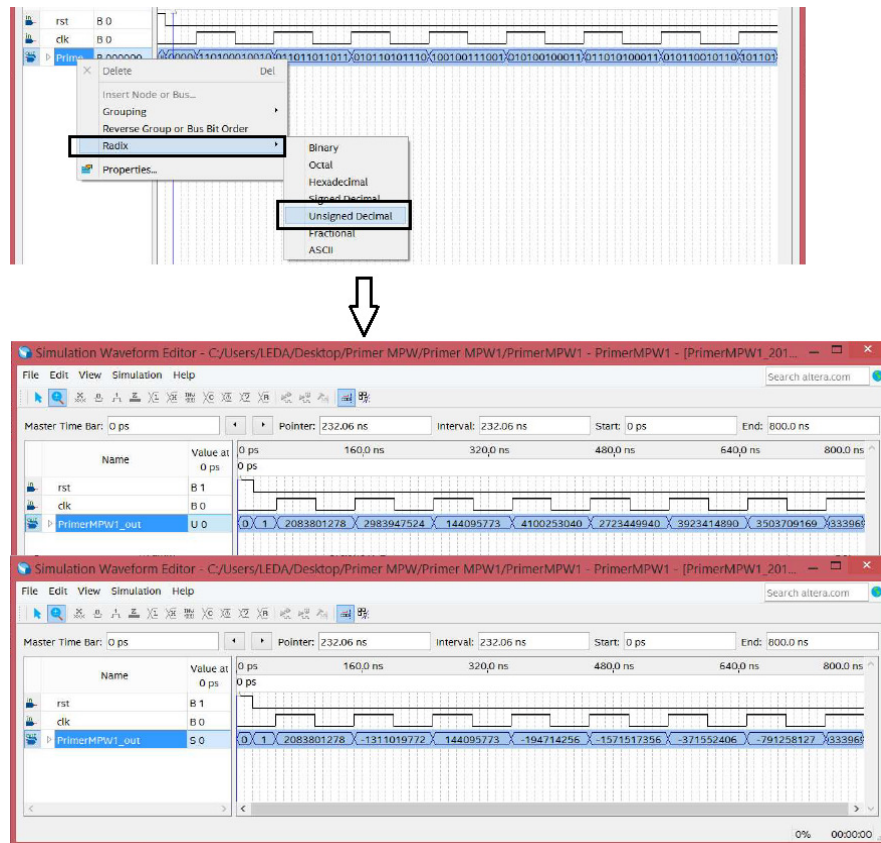 rst B 0
clk B 0
Prime B 000000 0000 110100010010 011011011011 010110101110 100100111001 010100100011 011010100011 010110010110 101101
Delete Del
Insert Node or Bus...
Grouping
Reverse Group or Bus Bit Order
Radix
Properties...
Binary
Octal
Hexadecimal
Signed Decimal
Unsigned Decimal
Fractional
ASCII
Simulation Waveform Editor - C:/Users/LEDA/Desktop/Primer MPW/Primer MPW1/PrimerMPW1 - PrimerMPW1 - [PrimerMPW1_201...
File Edit View Simulation Help
Search altera.com
Master Time Bar: 0 ps Pointer: 232.06 ns Interval: 232.06 ns Start: 0 ps End: 800.0 ns
Name Value at 0 ps
0 ps 160.0 ns 320.0 ns 480.0 ns 640.0 ns 800.0 ns
0 ps
rst B 1
clk B 0
PrimerMPW1_out U 0 0 1 2083801278 2983947524 144095773 4100253040 2723449940 3923414890 3503709169 333969
Simulation Waveform Editor - C:/Users/LEDA/Desktop/Primer MPW/Primer MPW1/PrimerMPW1 - PrimerMPW1 - [PrimerMPW1_201...
File Edit View Simulation Help
Search altera.com
Master Time Bar: 0 ps Pointer: 232.06 ns Interval: 232.06 ns Start: 0 ps End: 800.0 ns
Name Value at 0 ps
0 ps 160.0 ns 320.0 ns 480.0 ns 640.0 ns 800.0 ns
0 ps
rst B 1
clk B 0
PrimerMPW1_out S 0 0 1 2083801278 -1311019772 144095773 -194714256 -1571517356 -371552406 -791258127 333969
0% 00:00:00